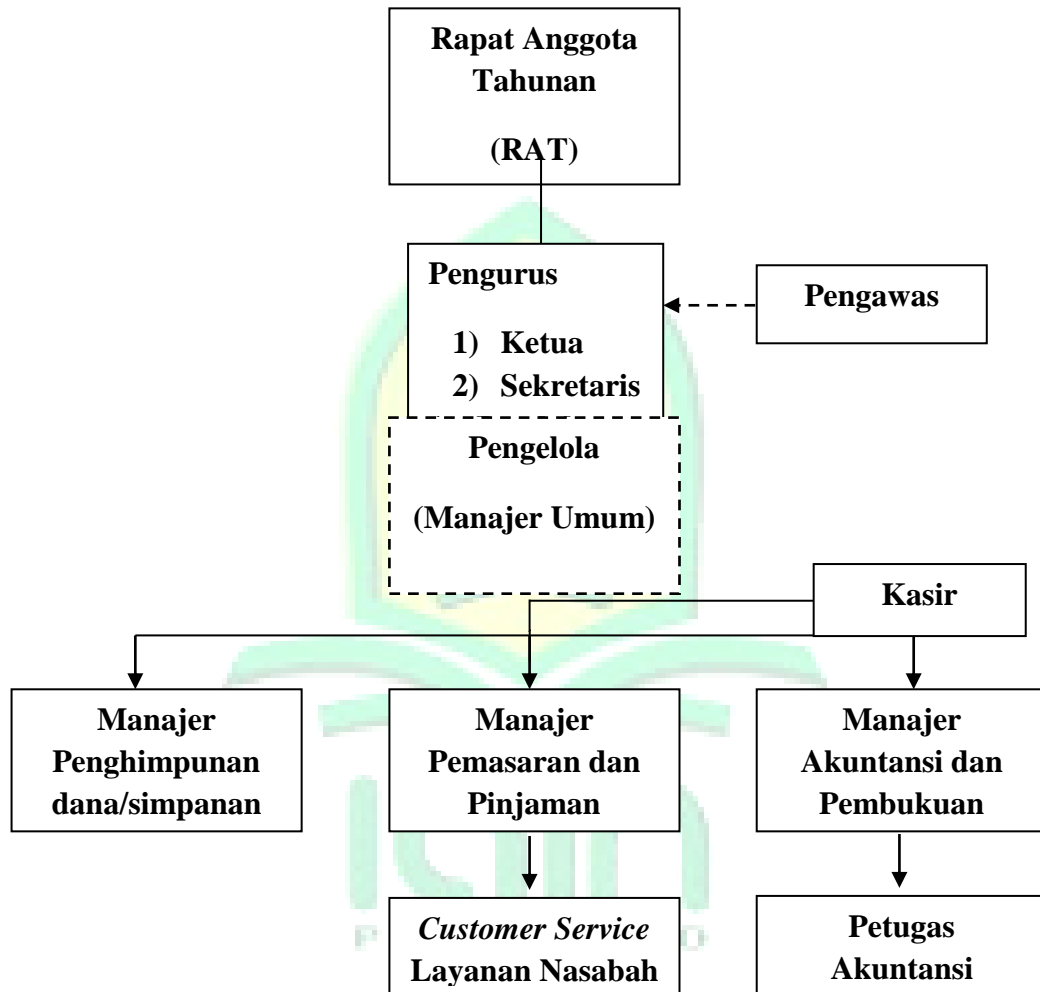 Rapat Anggota
Tahunan
(RAT)
Pengurus
1) Ketua
2) Sekretaris
Pengawas
Pengelola
(Manajer Umum)
Kasir
Manajer
Penghimpunan
dana/simpanan
Manajer
Pemasaran dan
Pinjaman
Manajer
Akuntansi dan
Pembukuan
Customer Service
Layanan Nasabah
Petugas
Akuntansi